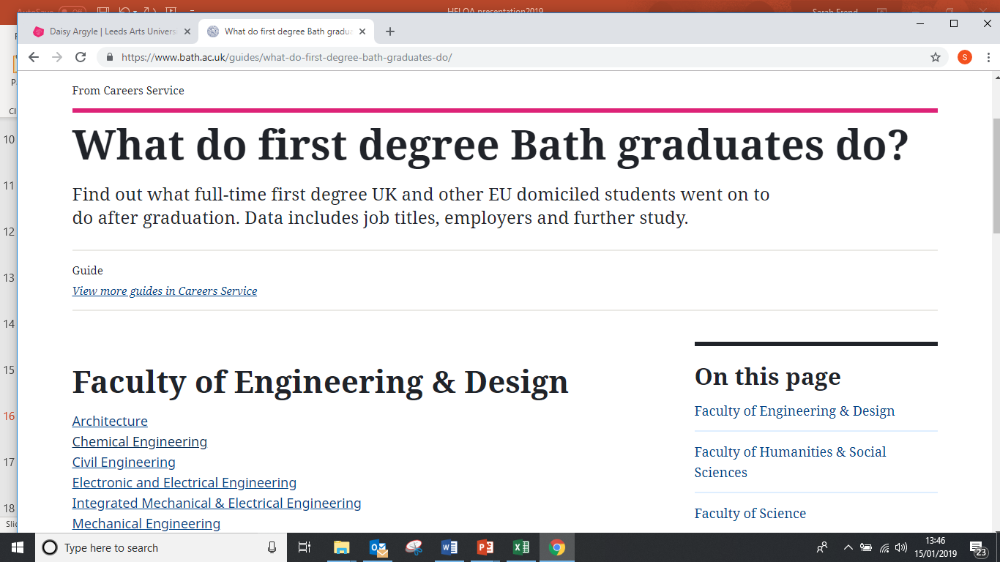 AutoSave Off
HELOA presentation2019
Sarah Frend
Daisy Argyle | Leeds Arts Univers
What do first degree Bath gradua
https://www.bath.ac.uk/guides/what-do-first-degree-bath-graduates-do/
S
From Careers Service
What do first degree Bath graduates do?
Find out what full-time first degree UK and other EU domiciled students went on to
do after graduation. Data includes job titles, employers and further study.
Guide
View more guides in Careers Service
Faculty of Engineering & Design
Architecture
Chemical Engineering
Civil Engineering
Electronic and Electrical Engineering
Integrated Mechanical & Electrical Engineering
Mechanical Engineering
On this page
Faculty of Engineering & Design
Faculty of Humanities & Social
Sciences
Faculty of Science
10
11
12
13
14
15
16
17
18
Type here to search
13:46
15/01/2019
23